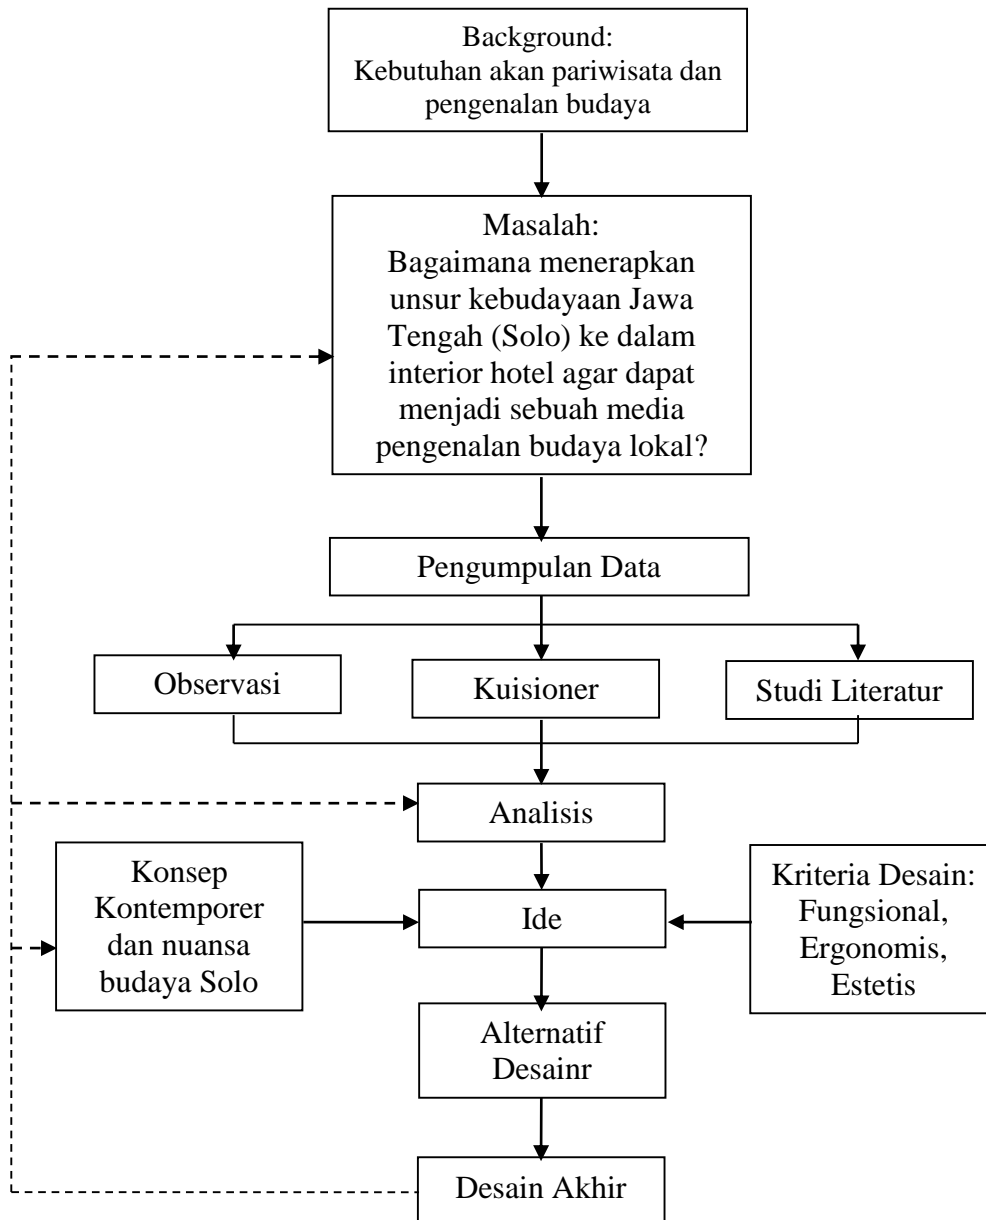 Background:
Kebutuhan akan pariwisata dan
pengenalan budaya
Masalah:
Bagaimana menerapkan
unsur kebudayaan Jawa
Tengah (Solo) ke dalam
interior hotel agar dapat
menjadi sebuah media
pengenalan budaya lokal?
Pengumpulan Data
Observasi
Kuisioner
Studi Literatur
Analisis
Konsep
Kontemporer
dan nuansa
budaya Solo
Ide
Kriteria Desain:
Fungsional,
Ergonomis,
Estetis
Alternatif
Desainr
Desain Akhir